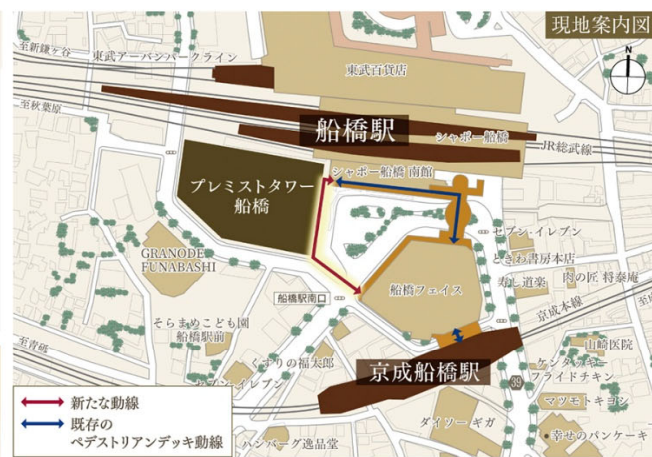 現地案内図
N
至新鎌ヶ谷
東武アーバンパークライン
東武百貨店
至秋葉原
船橋駅
シャポー船橋
JR総武線
シャポー船橋 南館
プレミストタワー
船橋
セブン-イレブン
ときわ書房本店
GRANODE
FUNABASHI
船橋フェイス
寿し道楽
肉の匠 将泰庵
船橋駅南口
京成本線
そらまめこども園
船橋駅前
山崎医院
至青砥
くすりの福太郎
京成船橋駅
39
ケンタッキー
フライドチキン
セブン-イレブン
マツモトキヨシ
新たな動線
ダイソー ギガ
既存の
ペデストリアンデッキ動線
ハンバーグ逸品堂
幸せのパンケーキ